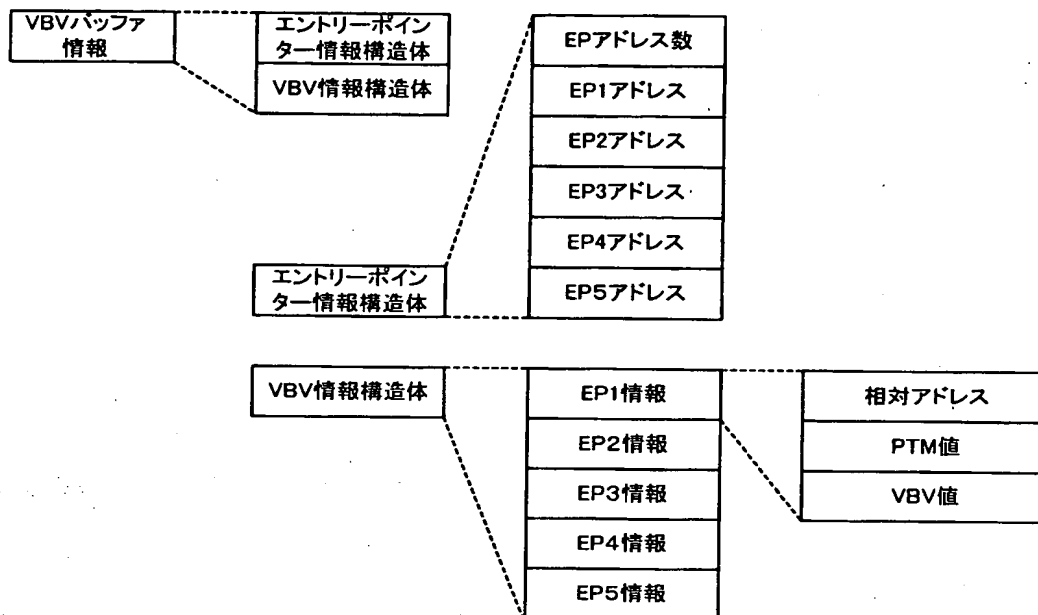 VBVバッファ
情報
エントリーポイン
ター情報構造体
VBV情報構造体
EPアドレス数
EP1アドレス
EP2アドレス
EP3アドレス
EP4アドレス
EP5アドレス
エントリーポイン
ター情報構造体
VBV情報構造体
EP1情報
EP2情報
EP3情報
EP4情報
EP5情報
相対アドレス
PTM値
VBV値